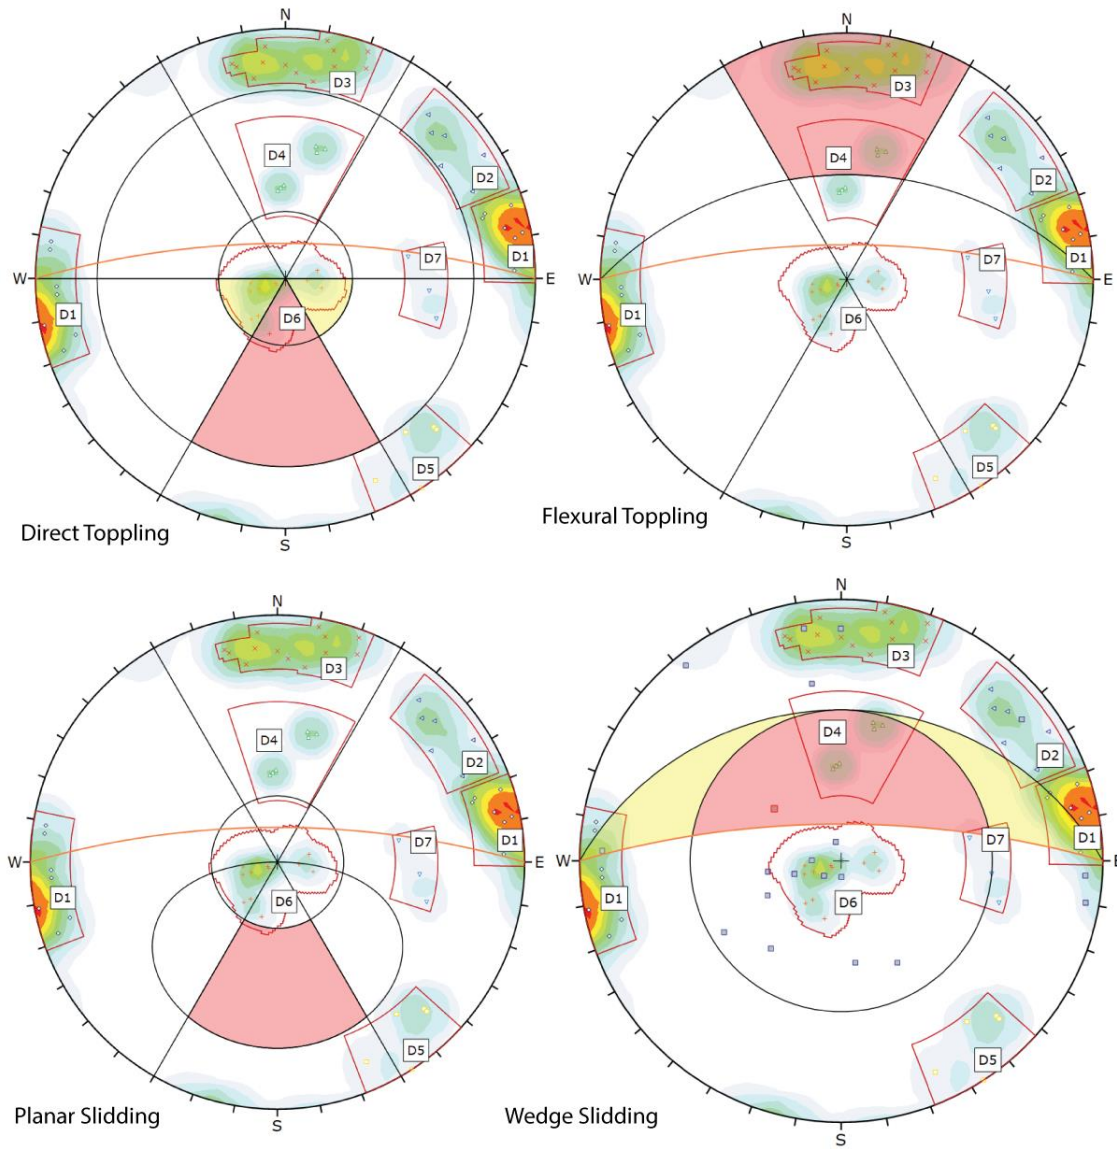 N
D3
D4
D2
D7
D1
W
E
D1
D6
D5
Direct Toppling
S
N
D3
D4
D2
D7
D1
W
E
D1
D6
D5
Flexural Toppling
S
N
D3
D4
D2
D7
D1
W
E
D1
D6
D5
Planar Slidding
S
N
D3
D4
D2
D7
D1
W
E
D1
D6
D5
Wedge Slidding
S